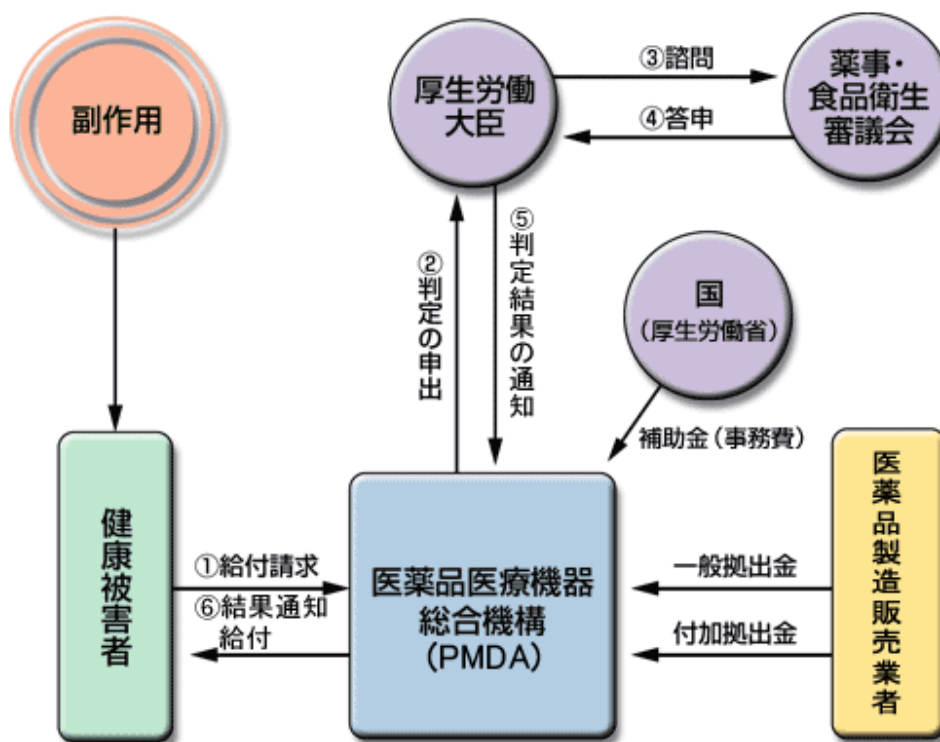 副作用
厚生労働
大臣
③諮問
④答申
薬事・
食品衛生
審議会
②判定の申出
⑤判定結果の通知
国
(厚生労働省)
補助金(事務費)
健康被害者
①給付請求
⑥結果通知
給付
医薬品医療機器
総合機構
(PMDA)
一般拠出金
付加拠出金
医薬品製造販売業者